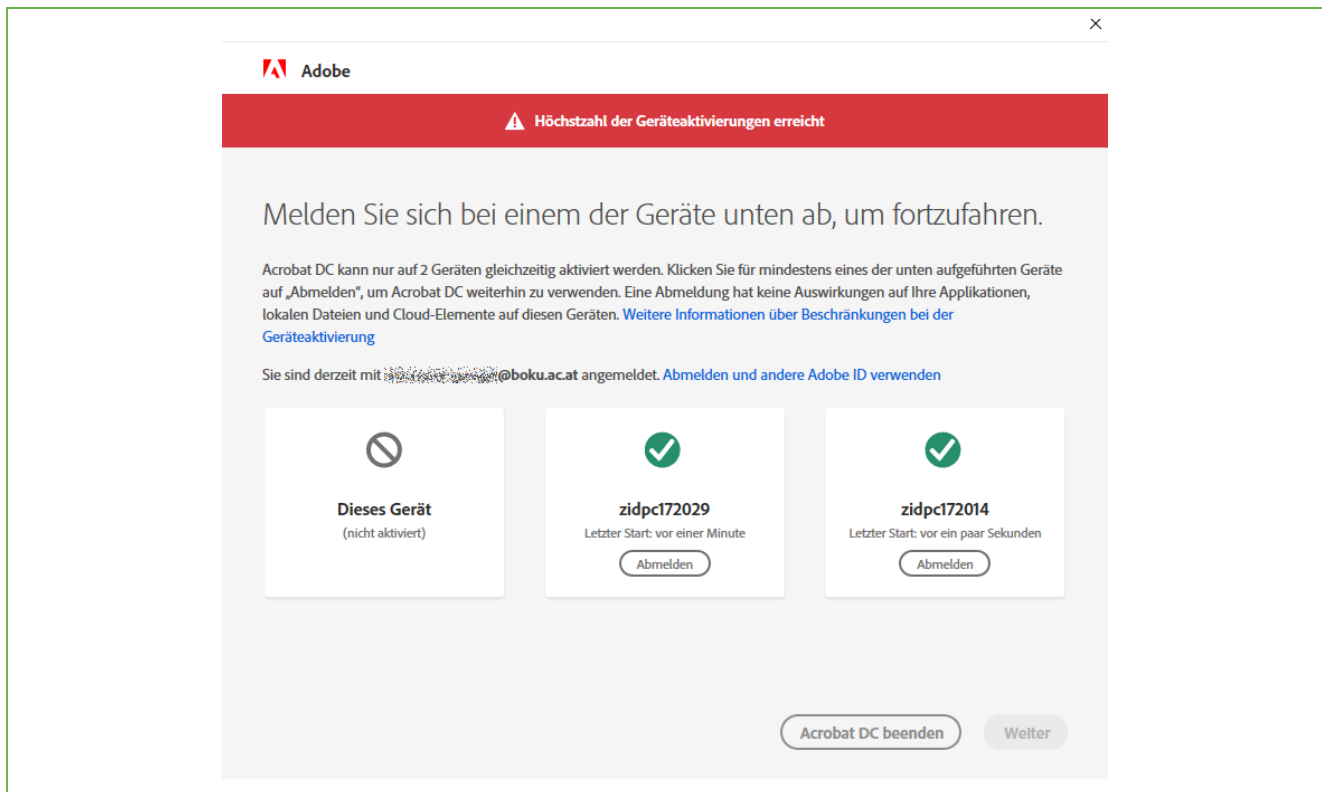 Adobe
Höchstzahl der Geräteaktivierungen erreicht
Melden Sie sich bei einem der Geräte unten ab, um fortzufahren.
Acrobat DC kann nur auf 2 Geräten gleichzeitig aktiviert werden. Klicken Sie für mindestens eines der unten aufgeführten Geräte
auf „Abmelden", um Acrobat DC weiterhin zu verwenden. Eine Abmeldung hat keine Auswirkungen auf Ihre Applikationen,
lokalen Dateien und Cloud-Elemente auf diesen Geräten. Weitere Informationen über Beschränkungen bei der
Geräteaktivierung
Sie sind derzeit mit @boku.ac.at angemeldet. Abmelden und andere Adobe ID verwenden
Dieses Gerät
(nicht aktiviert)
zidpc172029
Letzter Start: vor einer Minute
Abmelden
zidpc172014
Letzter Start: vor ein paar Sekunden
Abmelden
Acrobat DC beenden
Weiter